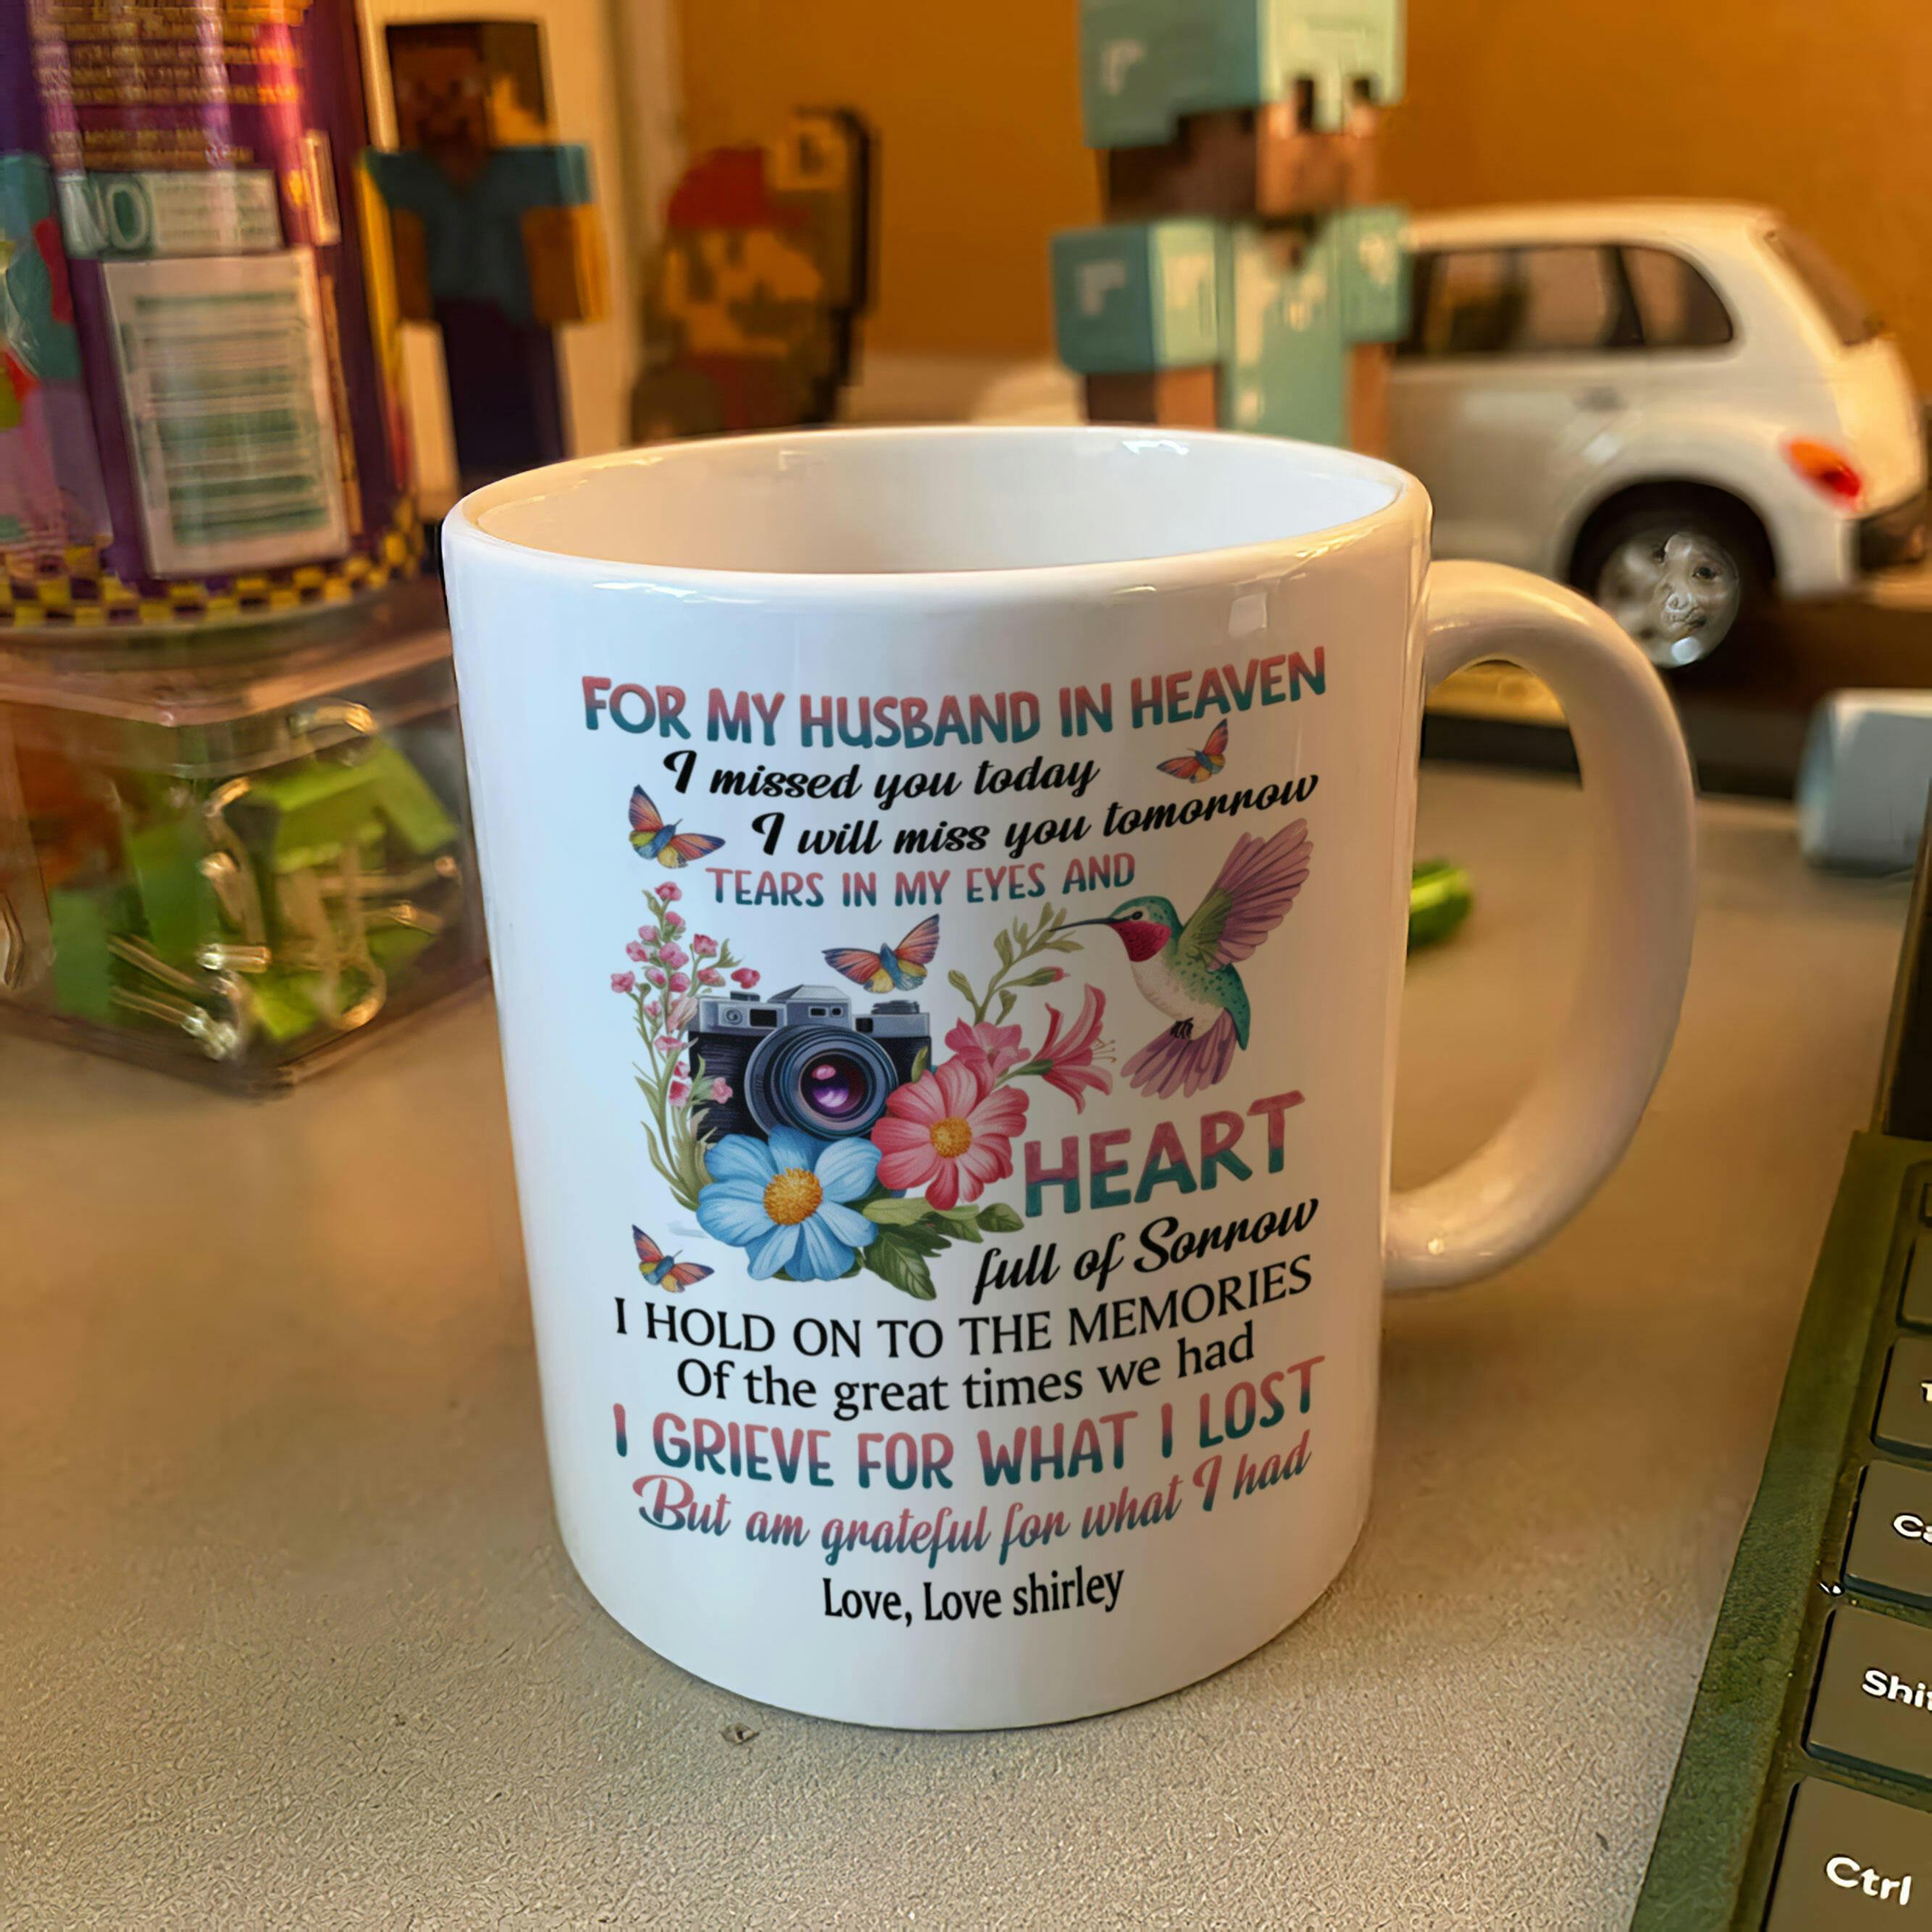 NO
FOR MY HUSBAND IN HEAVEN
I missed you today
I will miss you tomorrow
TEARS IN MY EYES AND
HEART
full of Sorrow
I HOLD ON TO THE MEMORIES
Of the great times we had
I GRIEVE FOR WHAT I LOST
But am grateful for what I had
Love, Love shirley
Ctrl